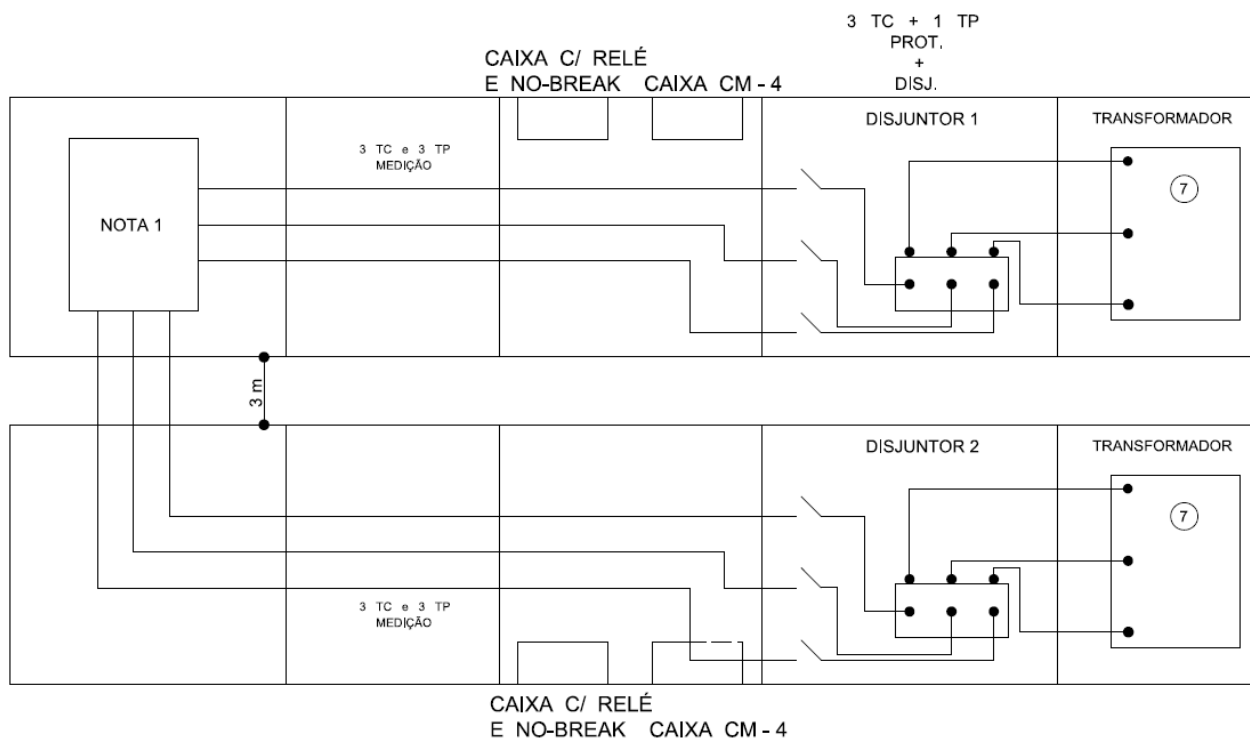 3 TC + 1 TP
PROT.
+
DISJ.
CAIXA C/ RELÉ
E NO-BREAK CAIXA CM - 4
DISJUNTOR 1
TRANSFORMADOR
3 TC e 3 TP
MEDIÇÃO
NOTA 1
7
3 m
DISJUNTOR 2
TRANSFORMADOR
7
3 TC e 3 TP
MEDIÇÃO
CAIXA C/ RELÉ
E NO-BREAK CAIXA CM - 4